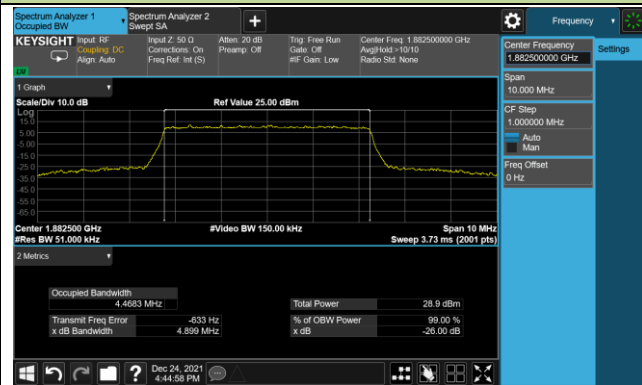 Spectrum Analyzer 1
Occupied BW
Spectrum Analyzer 2
Swept SA
+
Frequency
KEYSIGHT
Input: RF
Coupling: DC
Align: Auto
Input Z: 50 Ω
Corrections: On
Freq Ref: Int (S)
Atten: 20 dB
Preamp: Off
Trig: Free Run
Gate: Off
#IF Gain: Low
Center Freq: 1.882500000 GHz
Avg|Hold:>10/10
Radio Std: None
Center Frequency
1.882500000 GHz
Settings
Span
10.000 MHz
CF Step
1.000000 MHz
Auto
Man
Freq Offset
0 Hz
1 Graph
Scale/Div 10.0 dB
Ref Value 25.00 dBm
Log
15.0
5.00
-5.00
-15.0
-25.0
-35.0
-45.0
-55.0
-65.0
Center 1.882500 GHz
#Video BW 150.00 kHz
Span 10 MHz
#Res BW 51.000 kHz
Sweep 3.73 ms (2001 pts)
2 Metrics
Occupied Bandwidth
4.4683 MHz
Total Power 28.9 dBm
Transmit Freq Error -633 Hz
% of OBW Power 99.00 %
x dB Bandwidth 4.899 MHz
x dB -26.00 dB
?
Dec 24, 2021
4:44:58 PM